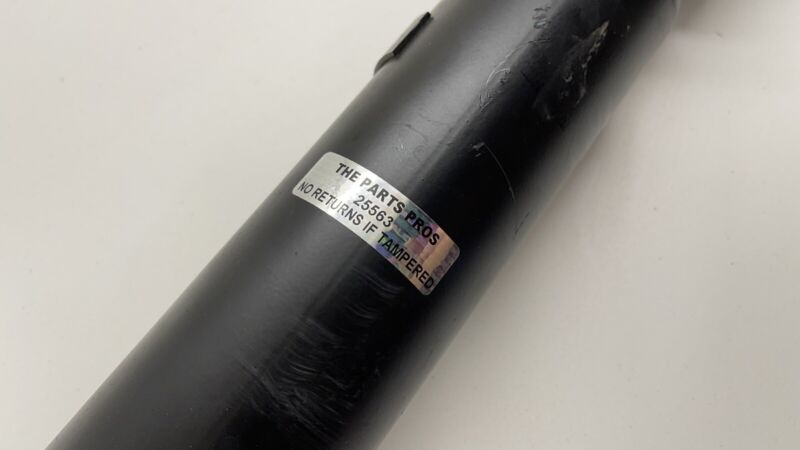 THE PARTS PROS
25563
NO RETURNS IF TAMPERED